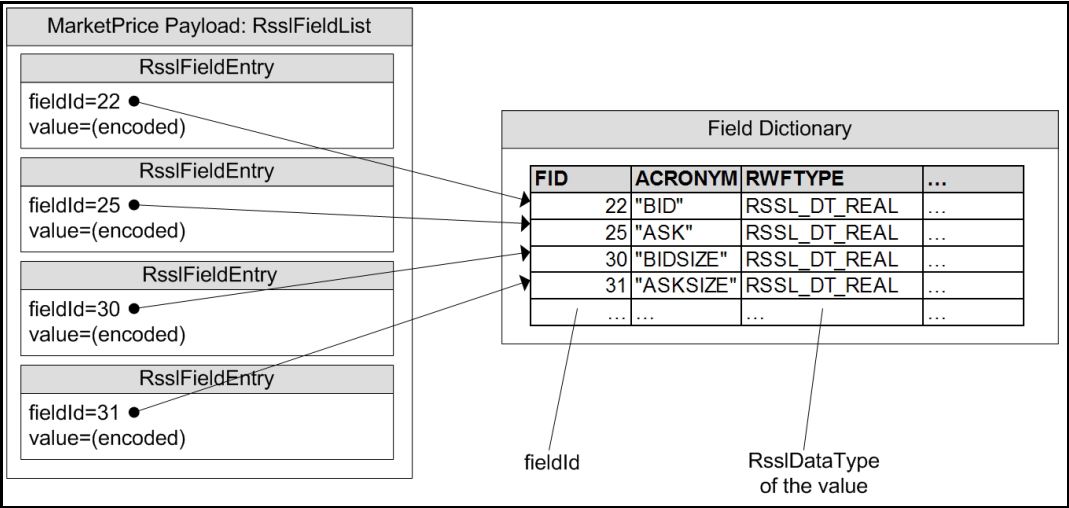 MarketPrice Payload: RsslFieldList
RsslFieldEntry
fieldId=22
value=(encoded)
RsslFieldEntry
fieldId=25
value=(encoded)
RsslFieldEntry
fieldId=30
value=(encoded)
RsslFieldEntry
fieldId=31
value=(encoded)
Field Dictionary
FID ACRONYM RWFTYPE ...
22 "BID" RSSL_DT_REAL ...
25 "ASK" RSSL_DT_REAL ...
30 "BIDSIZE" RSSL_DT_REAL ...
31 "ASKSIZE" RSSL_DT_REAL ...
... ... ... ...
fieldId
RsslDataType
of the value